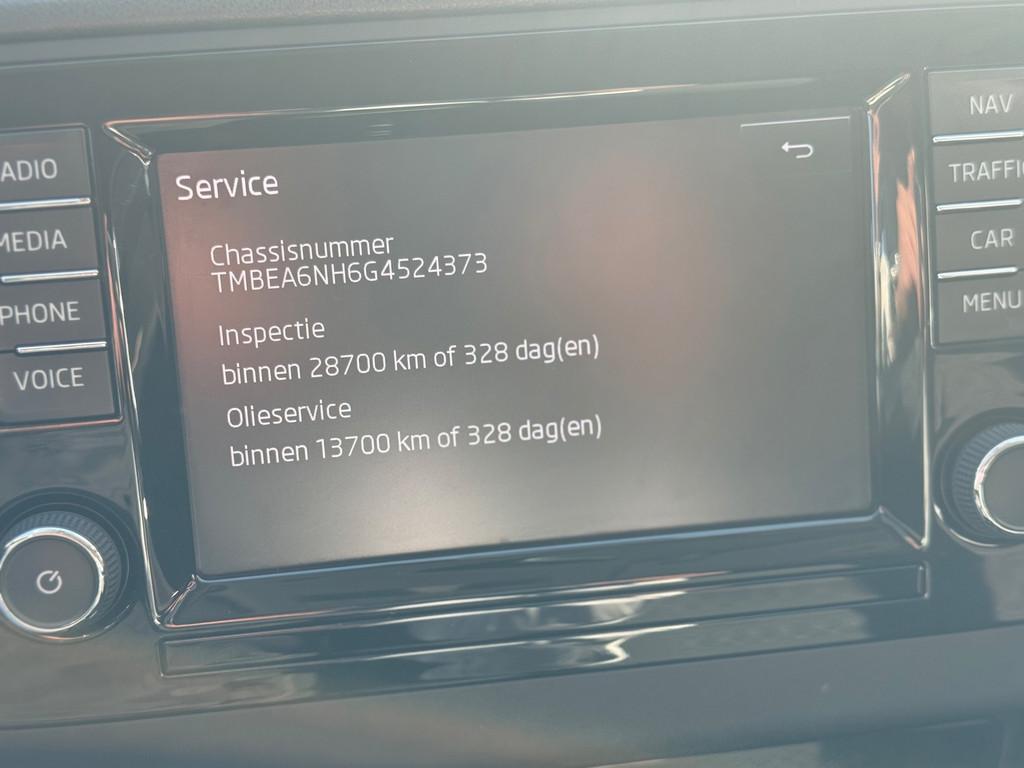 ADIO
MEDIA
PHONE
VOICE
Service
Chassisnummer
TMBEA6NH6G4524373
Inspectie
binnen 28700 km of 328 dag(en)
Olieservice
binnen 13700 km of 328 dag(en)
NAV
TRAFFIC
CAR
MENU